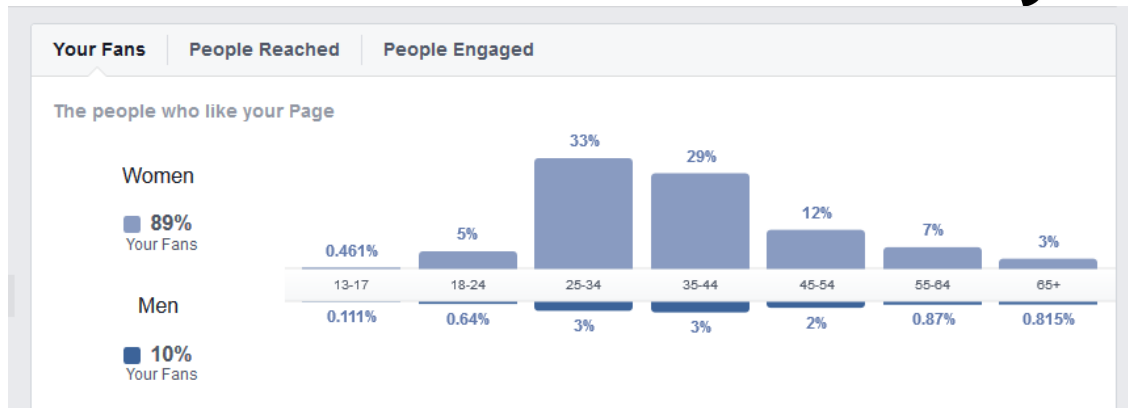 Your Fans People Reached People Engaged
The people who like your Page
Women
89%
Your Fans
Men
10%
Your Fans
0.461% 5% 33% 29% 12% 7% 3%
13-17 18-24 25-34 35-44 45-54 55-64 65+
0.111% 0.64% 3% 3% 2% 0.87% 0.815%